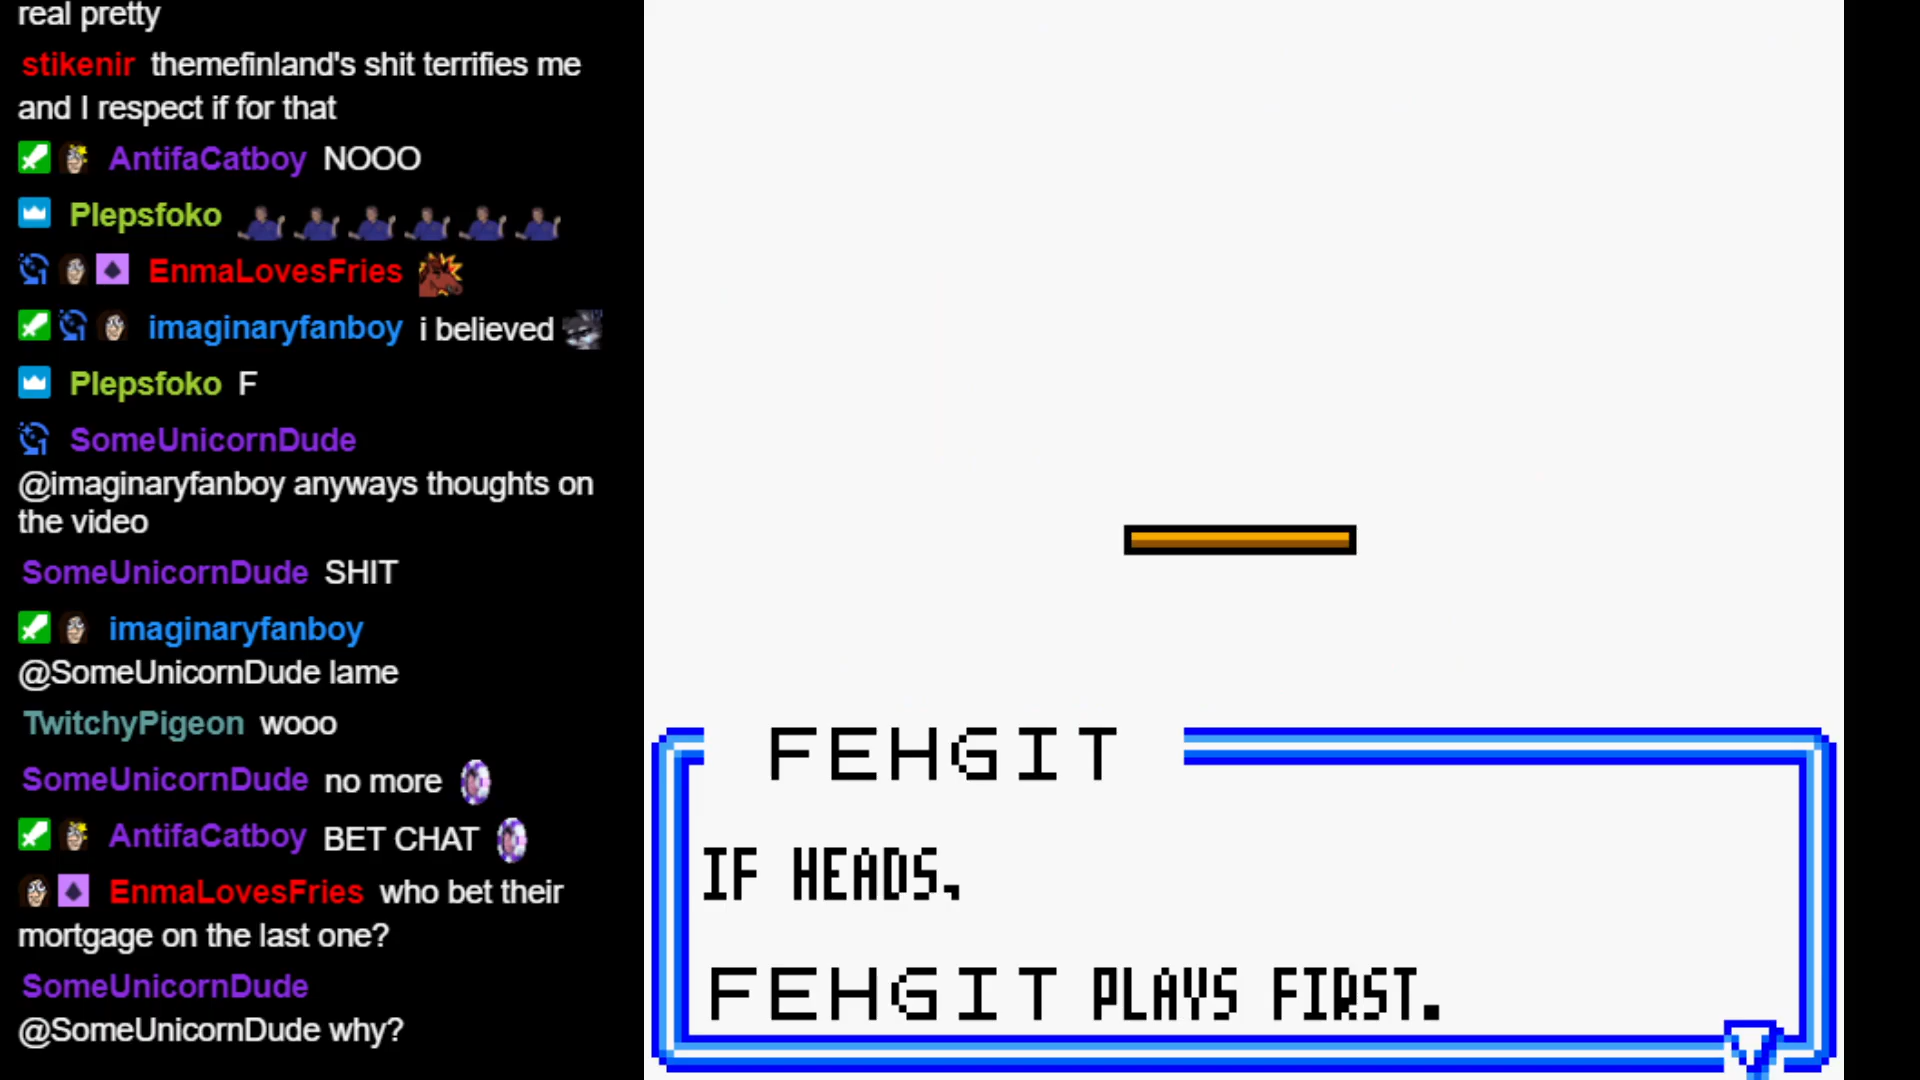 real pretty
stikenir themefinland's shit terrifies me
and I respect if for that
AntifaCatboy NOOO
Plepsfoko
EnmaLovesFries
imaginaryfanboy i believed
Plepsfoko F
SomeUnicornDude
@imaginaryfanboy anyways thoughts on
the video
SomeUnicornDude SHIT
imaginaryfanboy
@SomeUnicornDude lame
TwitchyPigeon wooo
SomeUnicornDude no more
AntifaCatboy BET CHAT
EnmaLovesFries who bet their
mortgage on the last one?
SomeUnicornDude
@SomeUnicornDude why?
FEHGIT
IF HEADS,
FEHGIT PLAYS FIRST.